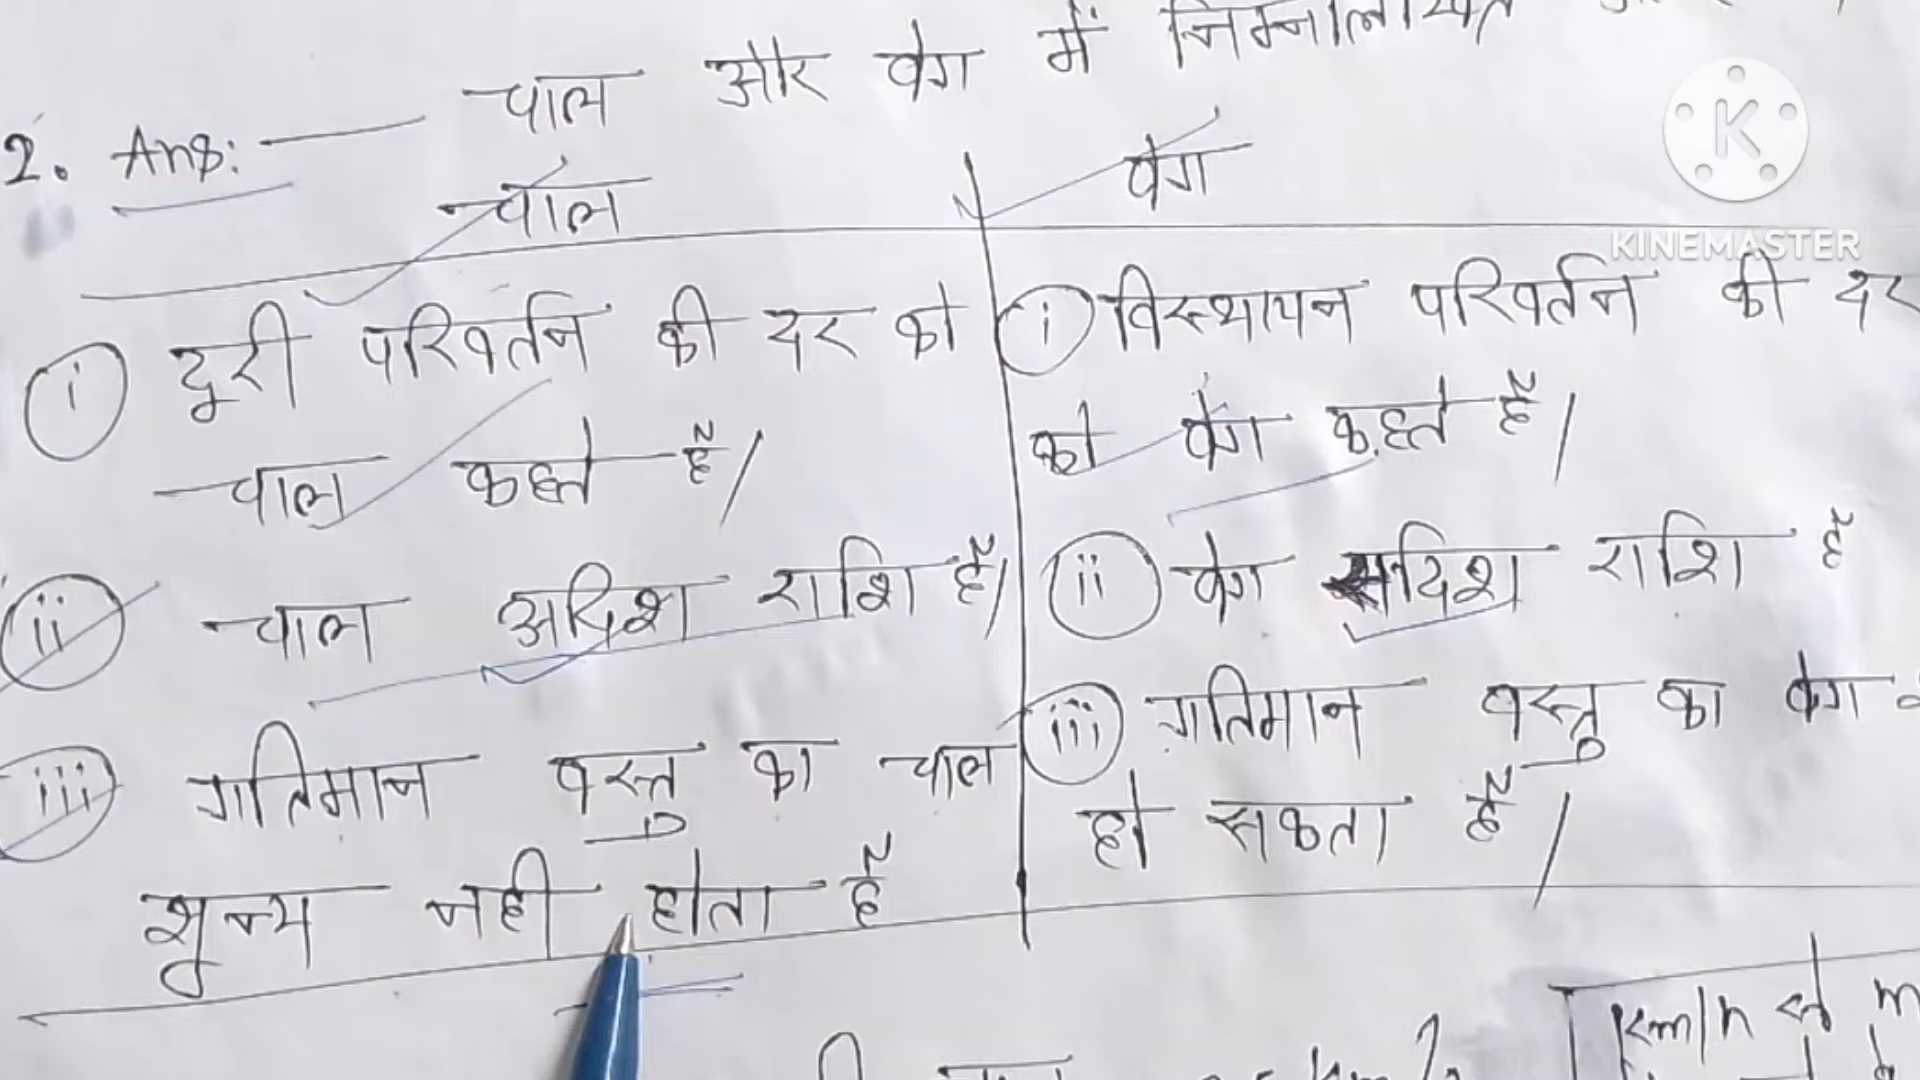 चाल और वेग में निम्नलिखित
2. Ans:—
चाल
वेग
i दूरी परिवर्तन की दर को
चाल कहते हैं।
ii चाल अदिश राशि हैं।
iii गतिमान वस्तु का चाल
शून्य नही होता हैं
i विस्थापन परिवर्तन की दर
को वेग कहते हैं।
ii वेग सदिश राशि हैं
iii गतिमान वस्तु का वेग
हो सकता हैं।
km/h से m
K
KINEMASTER